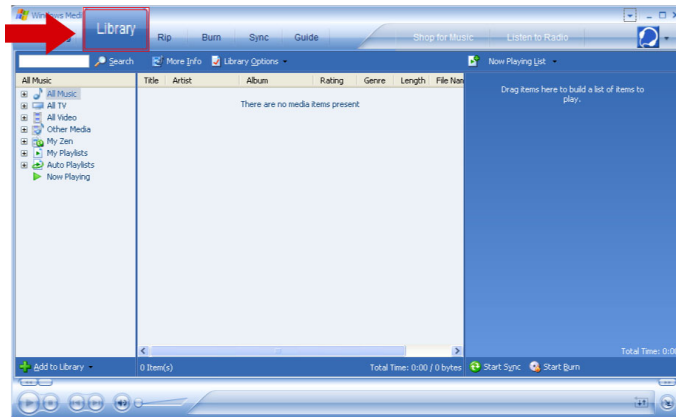 Windows Medi
Library
Rip Burn Sync Guide Shop for Music Listen to Radio
Search More Info Library Options Now Playing List
All Music Title Artist Album Rating Genre Length File Nam
All Music
All TV
All Video
Other Media
My Zen
My Playlists
Auto Playlists
Now Playing
There are no media items present
Drag items here to build a list of items to
play.
Total Time: 0:0
Add to Library 0 Item(s) Total Time: 0:00 / 0 bytes Start Sync Start Burn